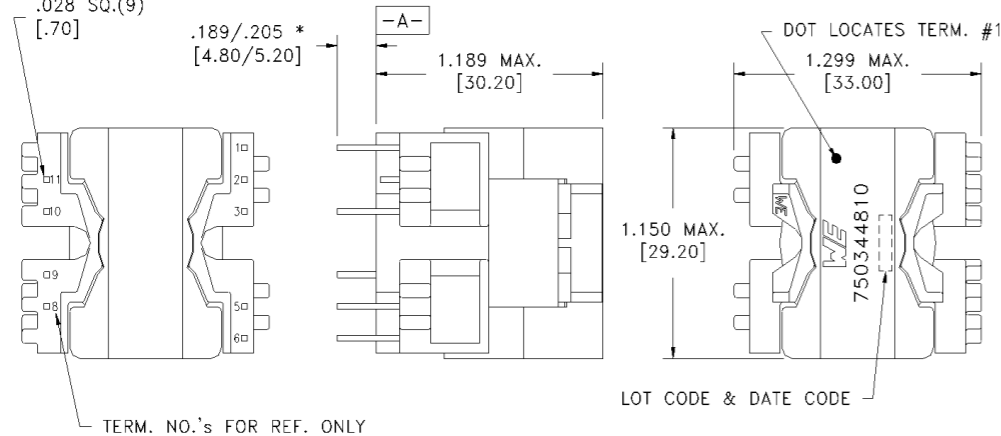 .028 SQ.(9)
[.70]
.189/.205 *
[4.80/5.20]
-A-
1.189 MAX.
[30.20]
DOT LOCATES TERM. #1
1.299 MAX.
[33.00]
1
11
2
10
3
9
8
5
6
1.150 MAX.
[29.20]
WE
WE
750344810
LOT CODE & DATE CODE
TERM. NO.'s FOR REF. ONLY